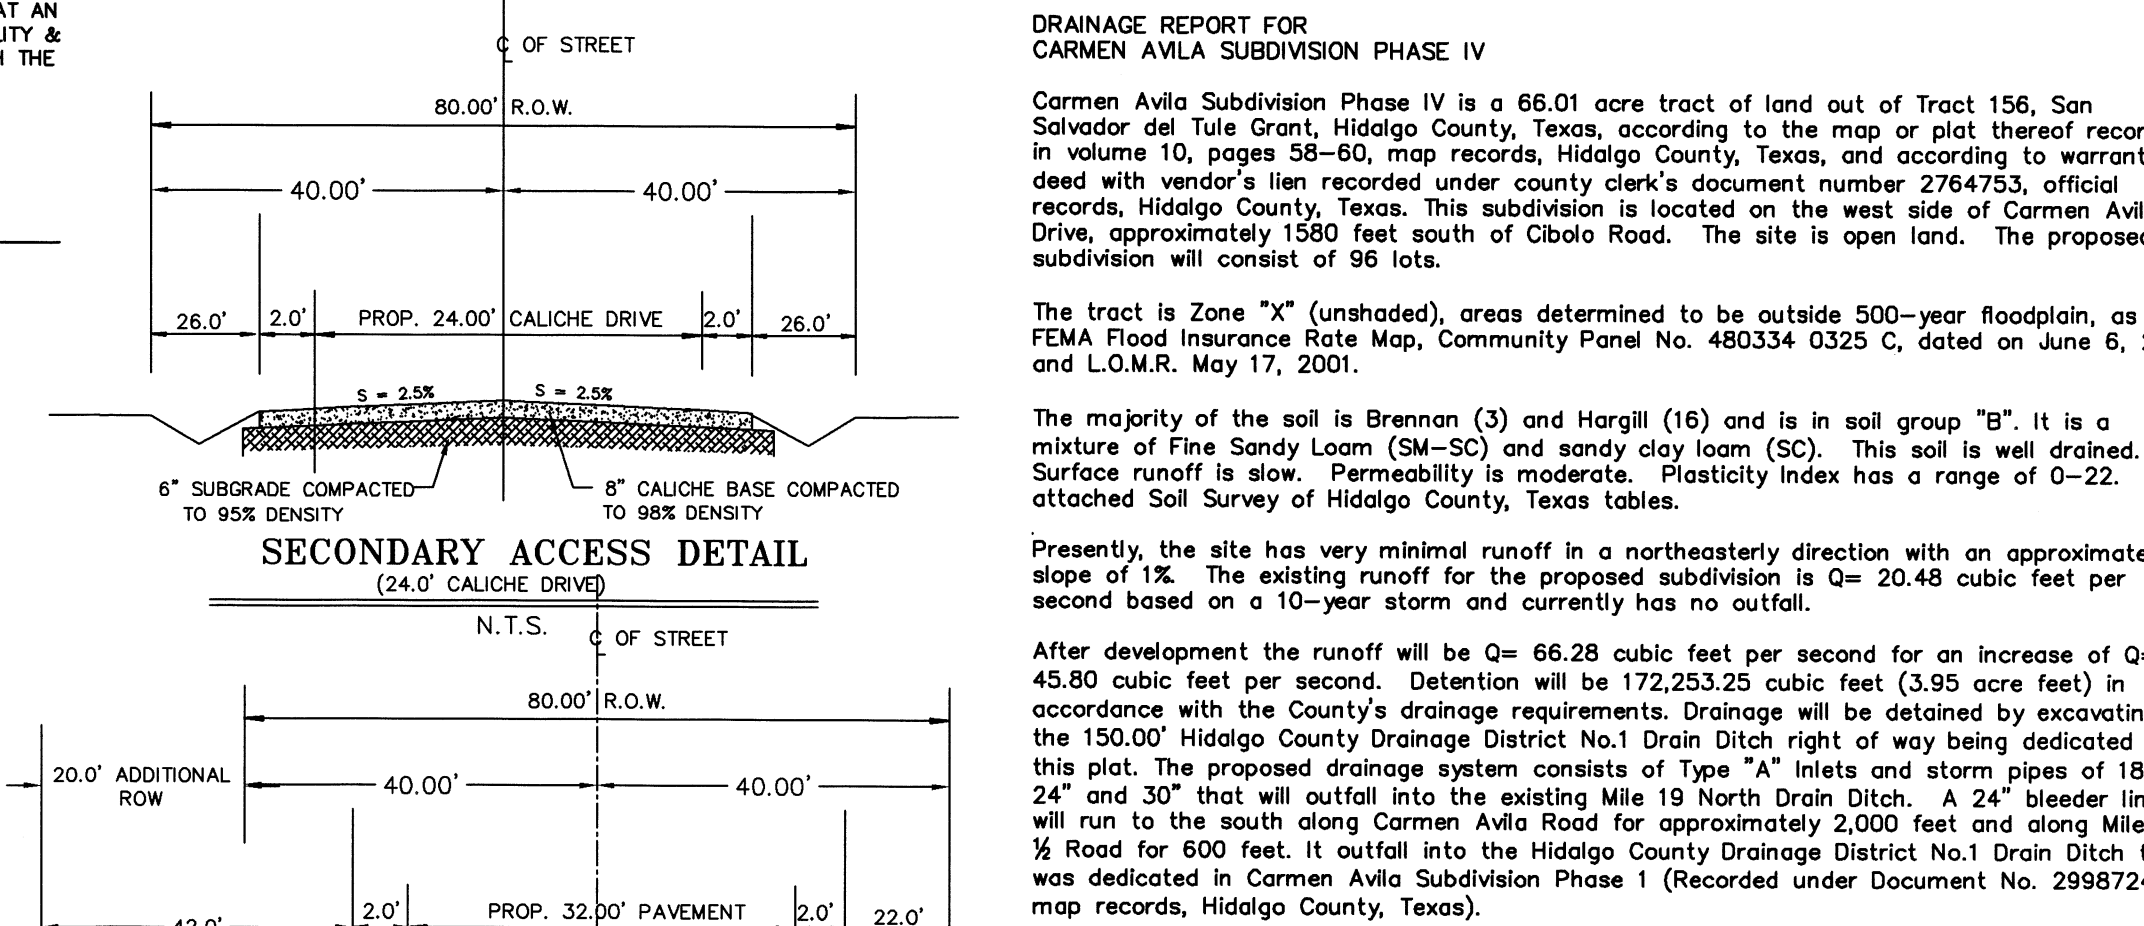 AT AN
ITY &
H THE
℄ OF STREET
80.00' R.O.W.
40.00' 40.00'
26.0' 2.0' PROP. 24.00' CALICHE DRIVE 2.0' 26.0'
S = 2.5% S = 2.5%
6" SUBGRADE COMPACTED
TO 95% DENSITY
8" CALICHE BASE COMPACTED
TO 98% DENSITY
SECONDARY ACCESS DETAIL
(24.0' CALICHE DRIVE)
N.T.S.
℄ OF STREET
80.00' R.O.W.
20.0' ADDITIONAL
ROW
40.00' 40.00'
2.0' PROP. 32.00' PAVEMENT 2.0' 22.0'
42.0'
DRAINAGE REPORT FOR
CARMEN AVILA SUBDIVISION PHASE IV
Carmen Avila Subdivision Phase IV is a 66.01 acre tract of land out of Tract 156, San
Salvador del Tule Grant, Hidalgo County, Texas, according to the map or plat thereof recor
in volume 10, pages 58-60, map records, Hidalgo County, Texas, and according to warrant
deed with vendor's lien recorded under county clerk's document number 2764753, official
records, Hidalgo County, Texas. This subdivision is located on the west side of Carmen Avil
Drive, approximately 1580 feet south of Cibolo Road. The site is open land. The propose
subdivision will consist of 96 lots.
The tract is Zone "X" (unshaded), areas determined to be outside 500-year floodplain, as
FEMA Flood Insurance Rate Map, Community Panel No. 480334 0325 C, dated on June 6,
and L.O.M.R. May 17, 2001.
The majority of the soil is Brennan (3) and Hargill (16) and is in soil group "B". It is a
mixture of Fine Sandy Loam (SM-SC) and sandy clay loam (SC). This soil is well drained.
Surface runoff is slow. Permeability is moderate. Plasticity Index has a range of 0-22.
attached Soil Survey of Hidalgo County, Texas tables.
Presently, the site has very minimal runoff in a northeasterly direction with an approximate
slope of 1%. The existing runoff for the proposed subdivision is Q= 20.48 cubic feet per
second based on a 10-year storm and currently has no outfall.
After development the runoff will be Q= 66.28 cubic feet per second for an increase of Q=
45.80 cubic feet per second. Detention will be 172,253.25 cubic feet (3.95 acre feet) in
accordance with the County's drainage requirements. Drainage will be detained by excavatin
the 150.00' Hidalgo County Drainage District No.1 Drain Ditch right of way being dedicated
this plat. The proposed drainage system consists of Type "A" Inlets and storm pipes of 18
24" and 30" that will outfall into the existing Mile 19 North Drain Ditch. A 24" bleeder lin
will run to the south along Carmen Avila Road for approximately 2,000 feet and along Mile
½ Road for 600 feet. It outfall into the Hidalgo County Drainage District No.1 Drain Ditch t
was dedicated in Carmen Avila Subdivision Phase 1 (Recorded under Document No. 2998724
map records, Hidalgo County, Texas).